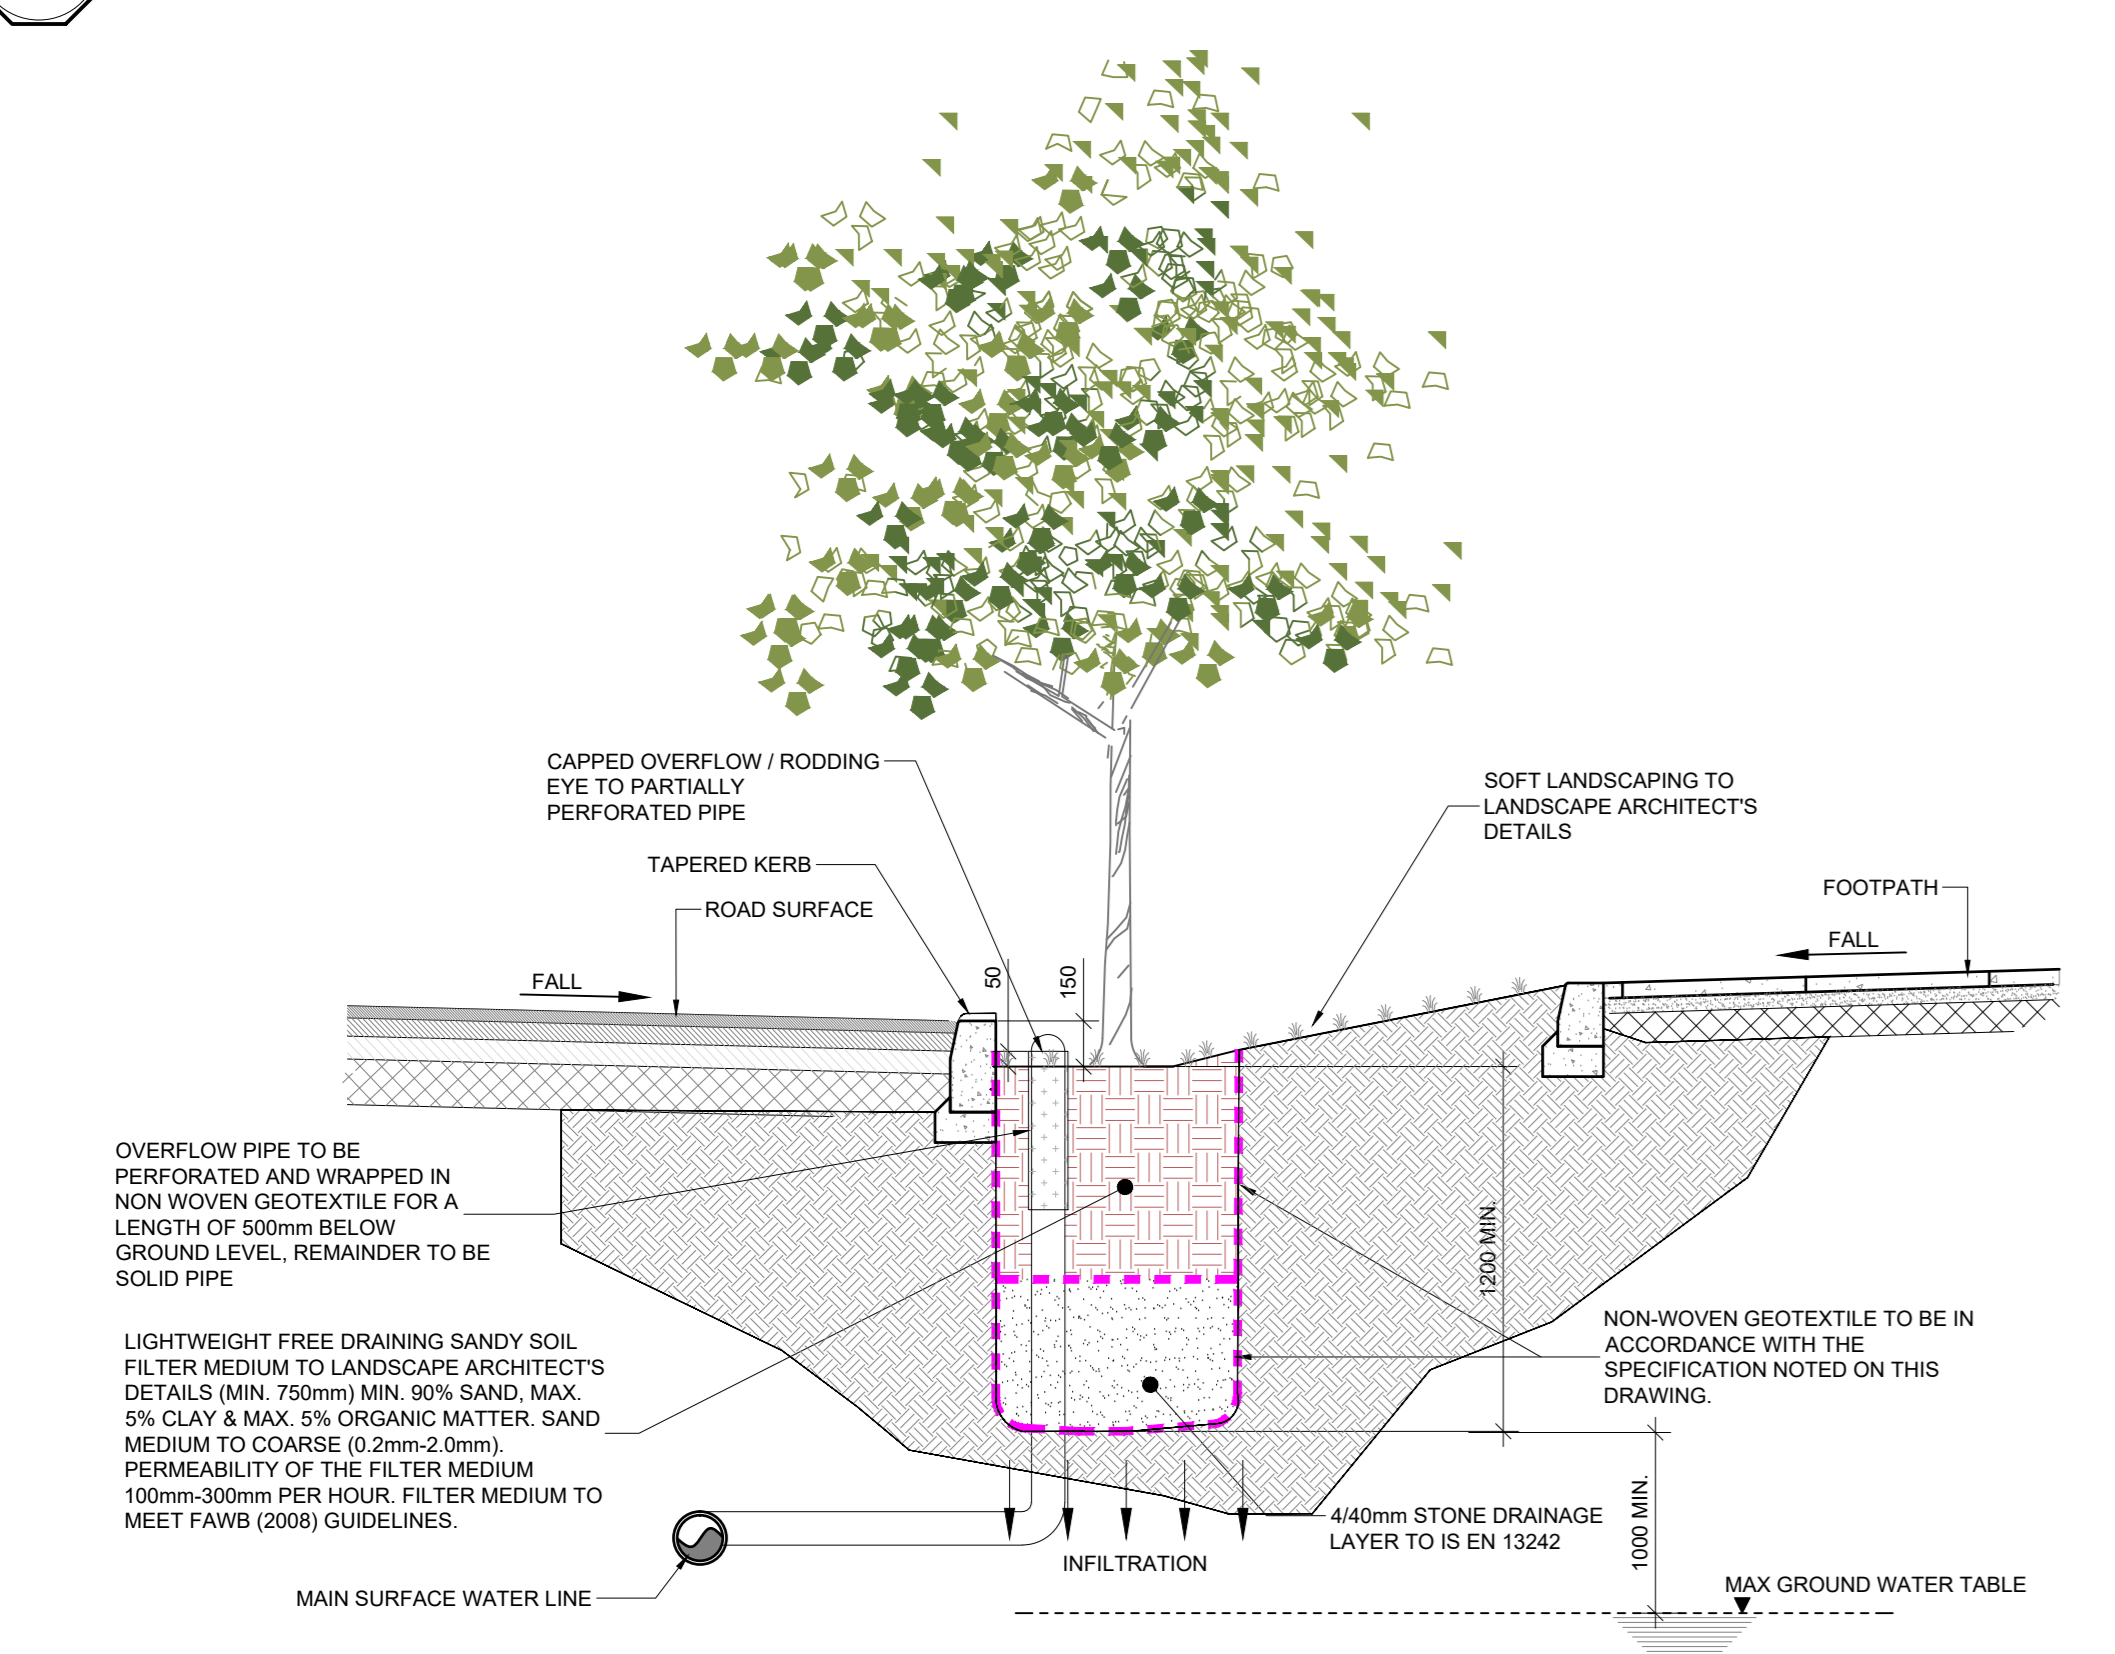 CAPPED OVERFLOW / RODDING
EYE TO PARTIALLY
PERFORATED PIPE
SOFT LANDSCAPING TO
LANDSCAPE ARCHITECT'S
DETAILS
TAPERED KERB
ROAD SURFACE
FOOTPATH
FALL
FALL
50
150
OVERFLOW PIPE TO BE
PERFORATED AND WRAPPED IN
NON WOVEN GEOTEXTILE FOR A
LENGTH OF 500mm BELOW
GROUND LEVEL, REMAINDER TO BE
SOLID PIPE
1200 MIN.
LIGHTWEIGHT FREE DRAINING SANDY SOIL
FILTER MEDIUM TO LANDSCAPE ARCHITECT'S
DETAILS (MIN. 750mm) MIN. 90% SAND, MAX.
5% CLAY & MAX. 5% ORGANIC MATTER. SAND
MEDIUM TO COARSE (0.2mm-2.0mm).
PERMEABILITY OF THE FILTER MEDIUM
100mm-300mm PER HOUR. FILTER MEDIUM TO
MEET FAWB (2008) GUIDELINES.
NON-WOVEN GEOTEXTILE TO BE IN
ACCORDANCE WITH THE
SPECIFICATION NOTED ON THIS
DRAWING.
4/40mm STONE DRAINAGE
LAYER TO IS EN 13242
1000 MIN.
INFILTRATION
MAIN SURFACE WATER LINE
MAX GROUND WATER TABLE